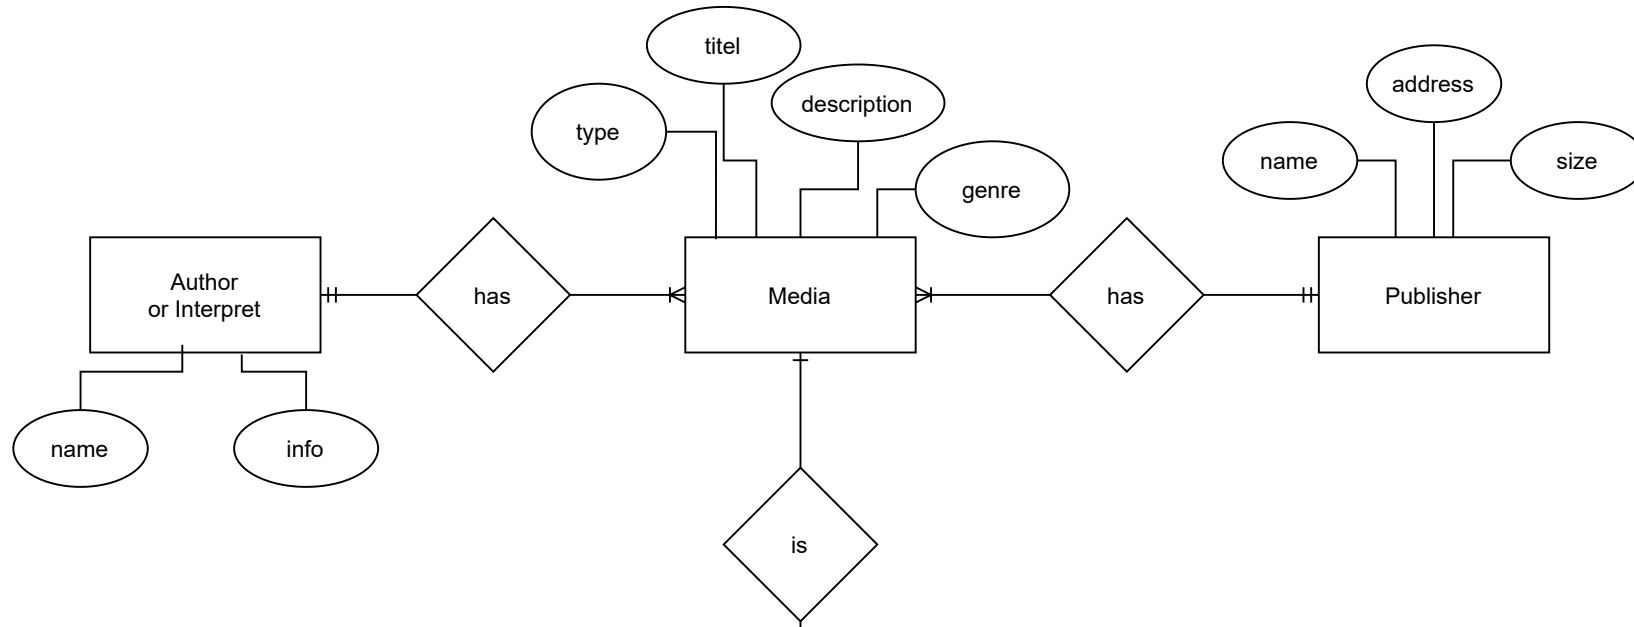 titel
address
description
type
name
size
genre
Author
or Interpret
has
Media
has
Publisher
name
info
is